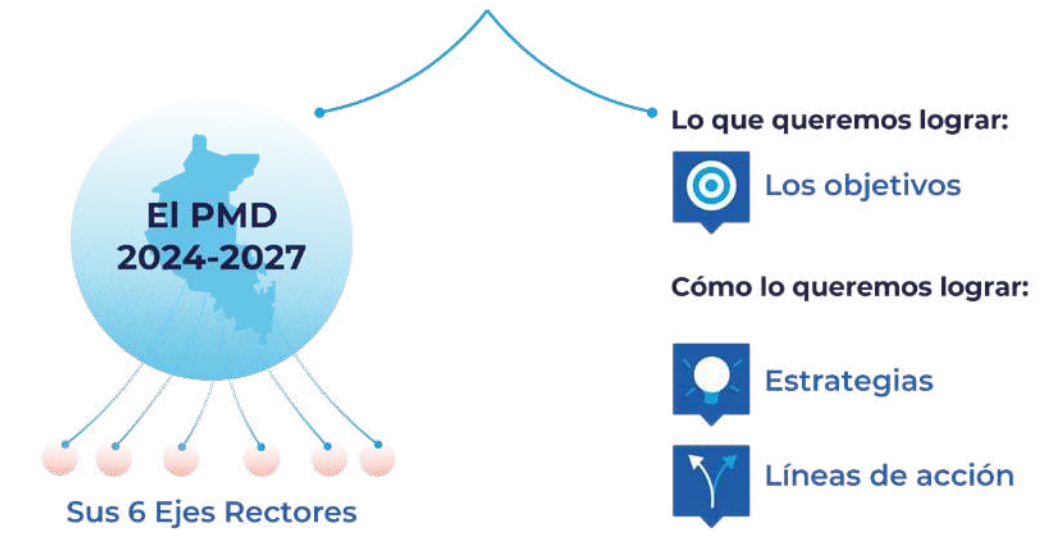 El PMD
2024-2027
Sus 6 Ejes Rectores
Lo que queremos lograr:
Los objetivos
Cómo lo queremos lograr:
Estrategias
Líneas de acción